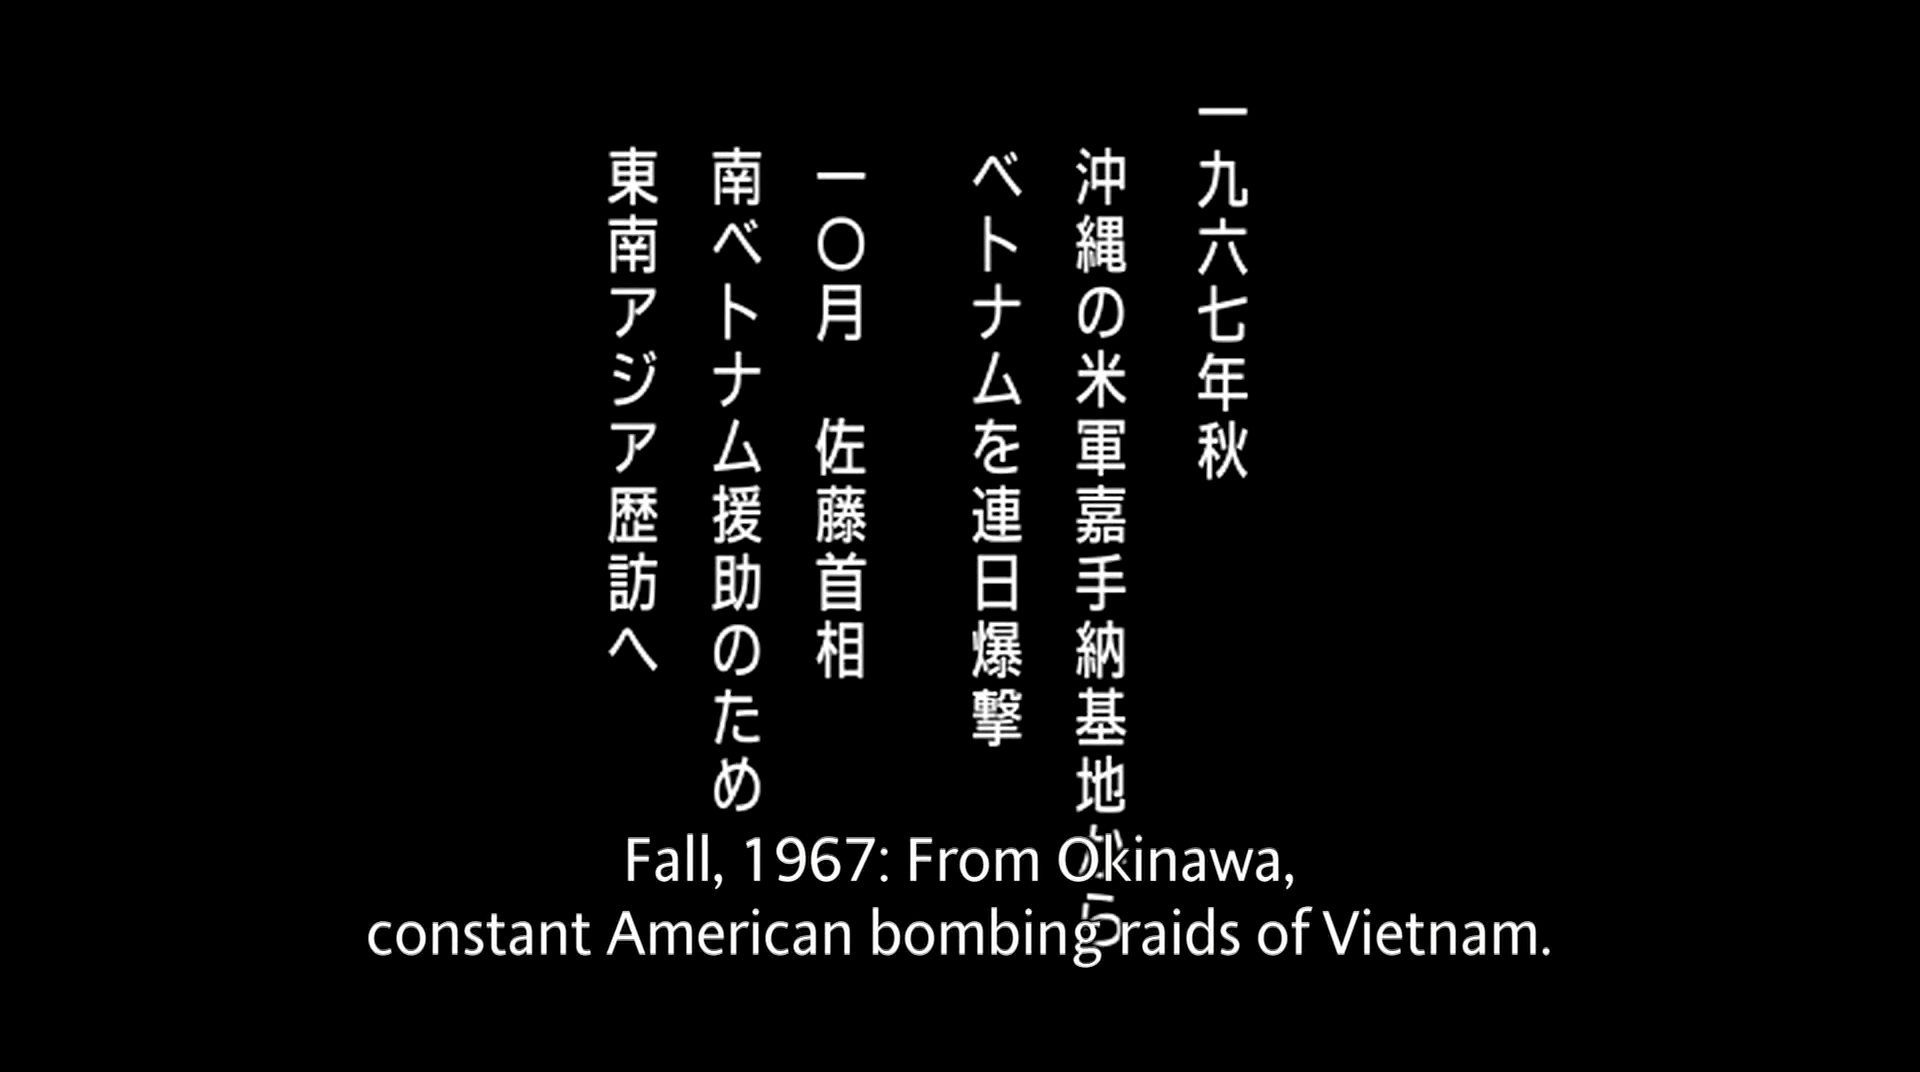 一九六七年秋
沖縄の米軍嘉手納基地から
ベトナムを連日爆撃
一〇月　佐藤首相
南ベトナム援助のため
東南アジア歴訪へ
Fall, 1967: From Okinawa,
constant American bombing raids of Vietnam.